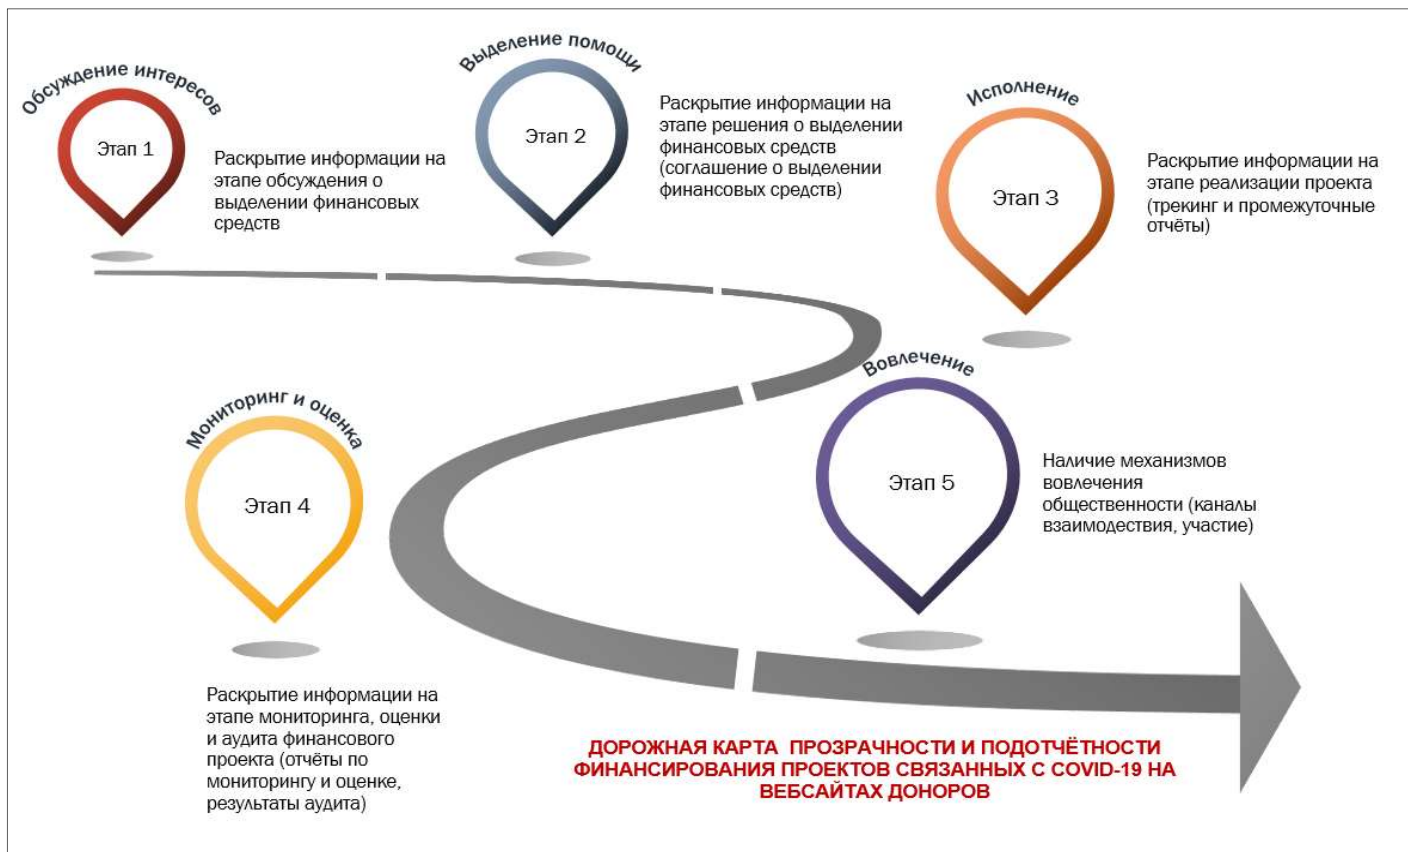 Обсуждение интересов
Этап 1
Раскрытие информации на
этапе обсуждения о
выделении финансовых
средств
Выделение помощи
Этап 2
Раскрытие информации на
этапе решения о выделении
финансовых средств
(соглашение о выделении
финансовых средств)
Исполнение
Этап 3
Раскрытие информации на
этапе реализации проекта
(трекинг и промежуточные
отчёты)
Мониторинг и оценка
Этап 4
Раскрытие информации на
этапе мониторинга, оценки
и аудита финансового
проекта (отчёты по
мониторингу и оценке,
результаты аудита)
Вовлечение
Этап 5
Наличие механизмов
вовлечения
общественности (каналы
взаимодествия, участие)
ДОРОЖНАЯ КАРТА ПРОЗРАЧНОСТИ И ПОДОТЧЁТНОСТИ
ФИНАНСИРОВАНИЯ ПРОЕКТОВ СВЯЗАННЫХ С COVID-19 НА
ВЕБСАЙТАХ ДОНОРОВ